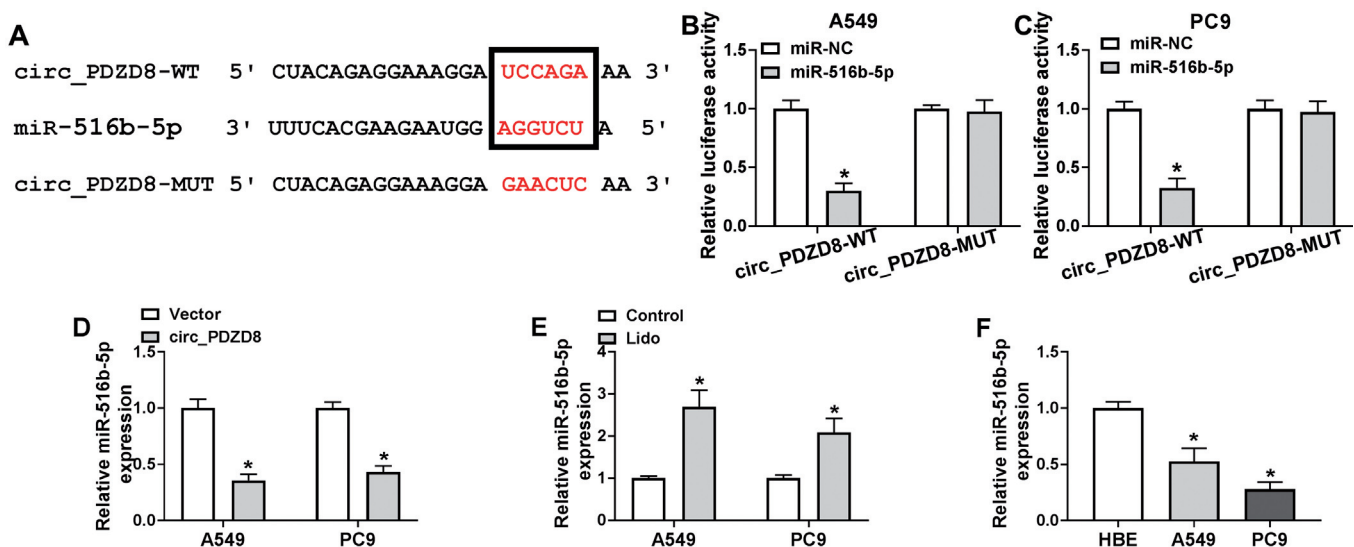 A
circ_PDZD8-WT 5' CUACAGAGGAAAGGA UCCAGA AA 3'
miR-516b-5p 3' UUUCACGAAGAAUGG AGGUCU A 5'
circ_PDZD8-MUT 5' CUACAGAGGAAAGGA GAACUC AA 3'
B
A549
miR-NC
miR-516b-5p
Relative luciferase activity
1.5
1.0
0.5
0.0
*
circ_PDZD8-WT
circ_PDZD8-MUT
C
PC9
miR-NC
miR-516b-5p
Relative luciferase activity
1.5
1.0
0.5
0.0
*
circ_PDZD8-WT
circ_PDZD8-MUT
D
Vector
circ_PDZD8
Relative miR-516b-5p
expression
1.5
1.0
0.5
0.0
*
*
A549 PC9
E
Control
Lido
Relative miR-516b-5p
expression
4
3
2
1
0
*
*
A549 PC9
F
Relative miR-516b-5p
expression
1.5
1.0
0.5
0.0
*
*
HBE A549 PC9